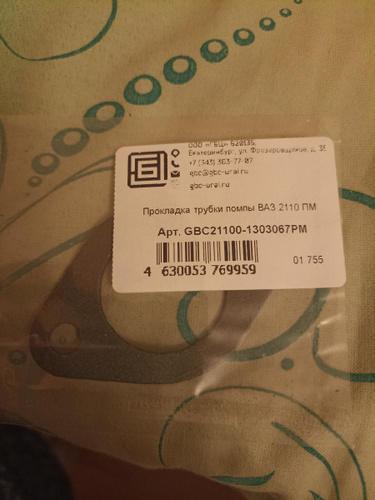 ООО «ГБЦ» 620135,
Екатеринбург, ул. Фрезеровщиков, д. 35
+7 (343) 363-77-07
gbc@gbc-ural.ru
gbc-ural.ru
Прокладка трубки помпы ВАЗ 2110 ПМ
Арт. GBC21100-1303067PM
4 630053 769959
01 755